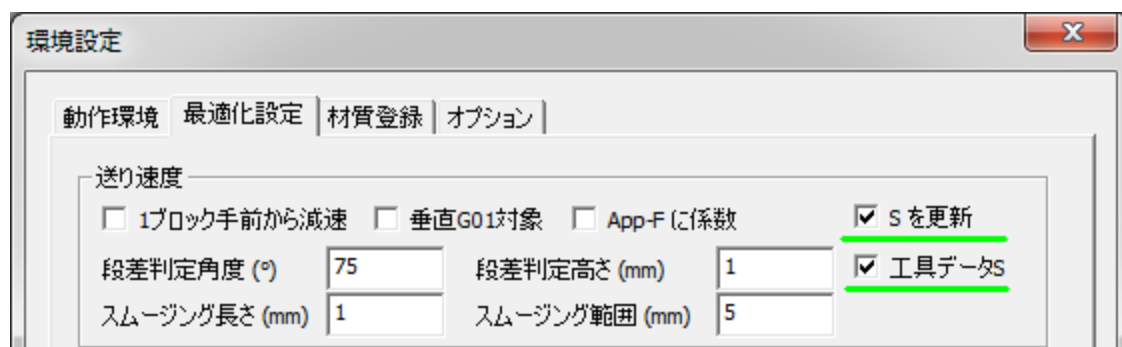 環境設定
動作環境 最適化設定 材質登録 オプション
送り速度
1ブロック手前から減速 垂直G01対象 App-Fに係数 Sを更新
段差判定角度 (°) 75 段差判定高さ (mm) 1 工具データS
スムージング長さ (mm) 1 スムージング範囲 (mm) 5